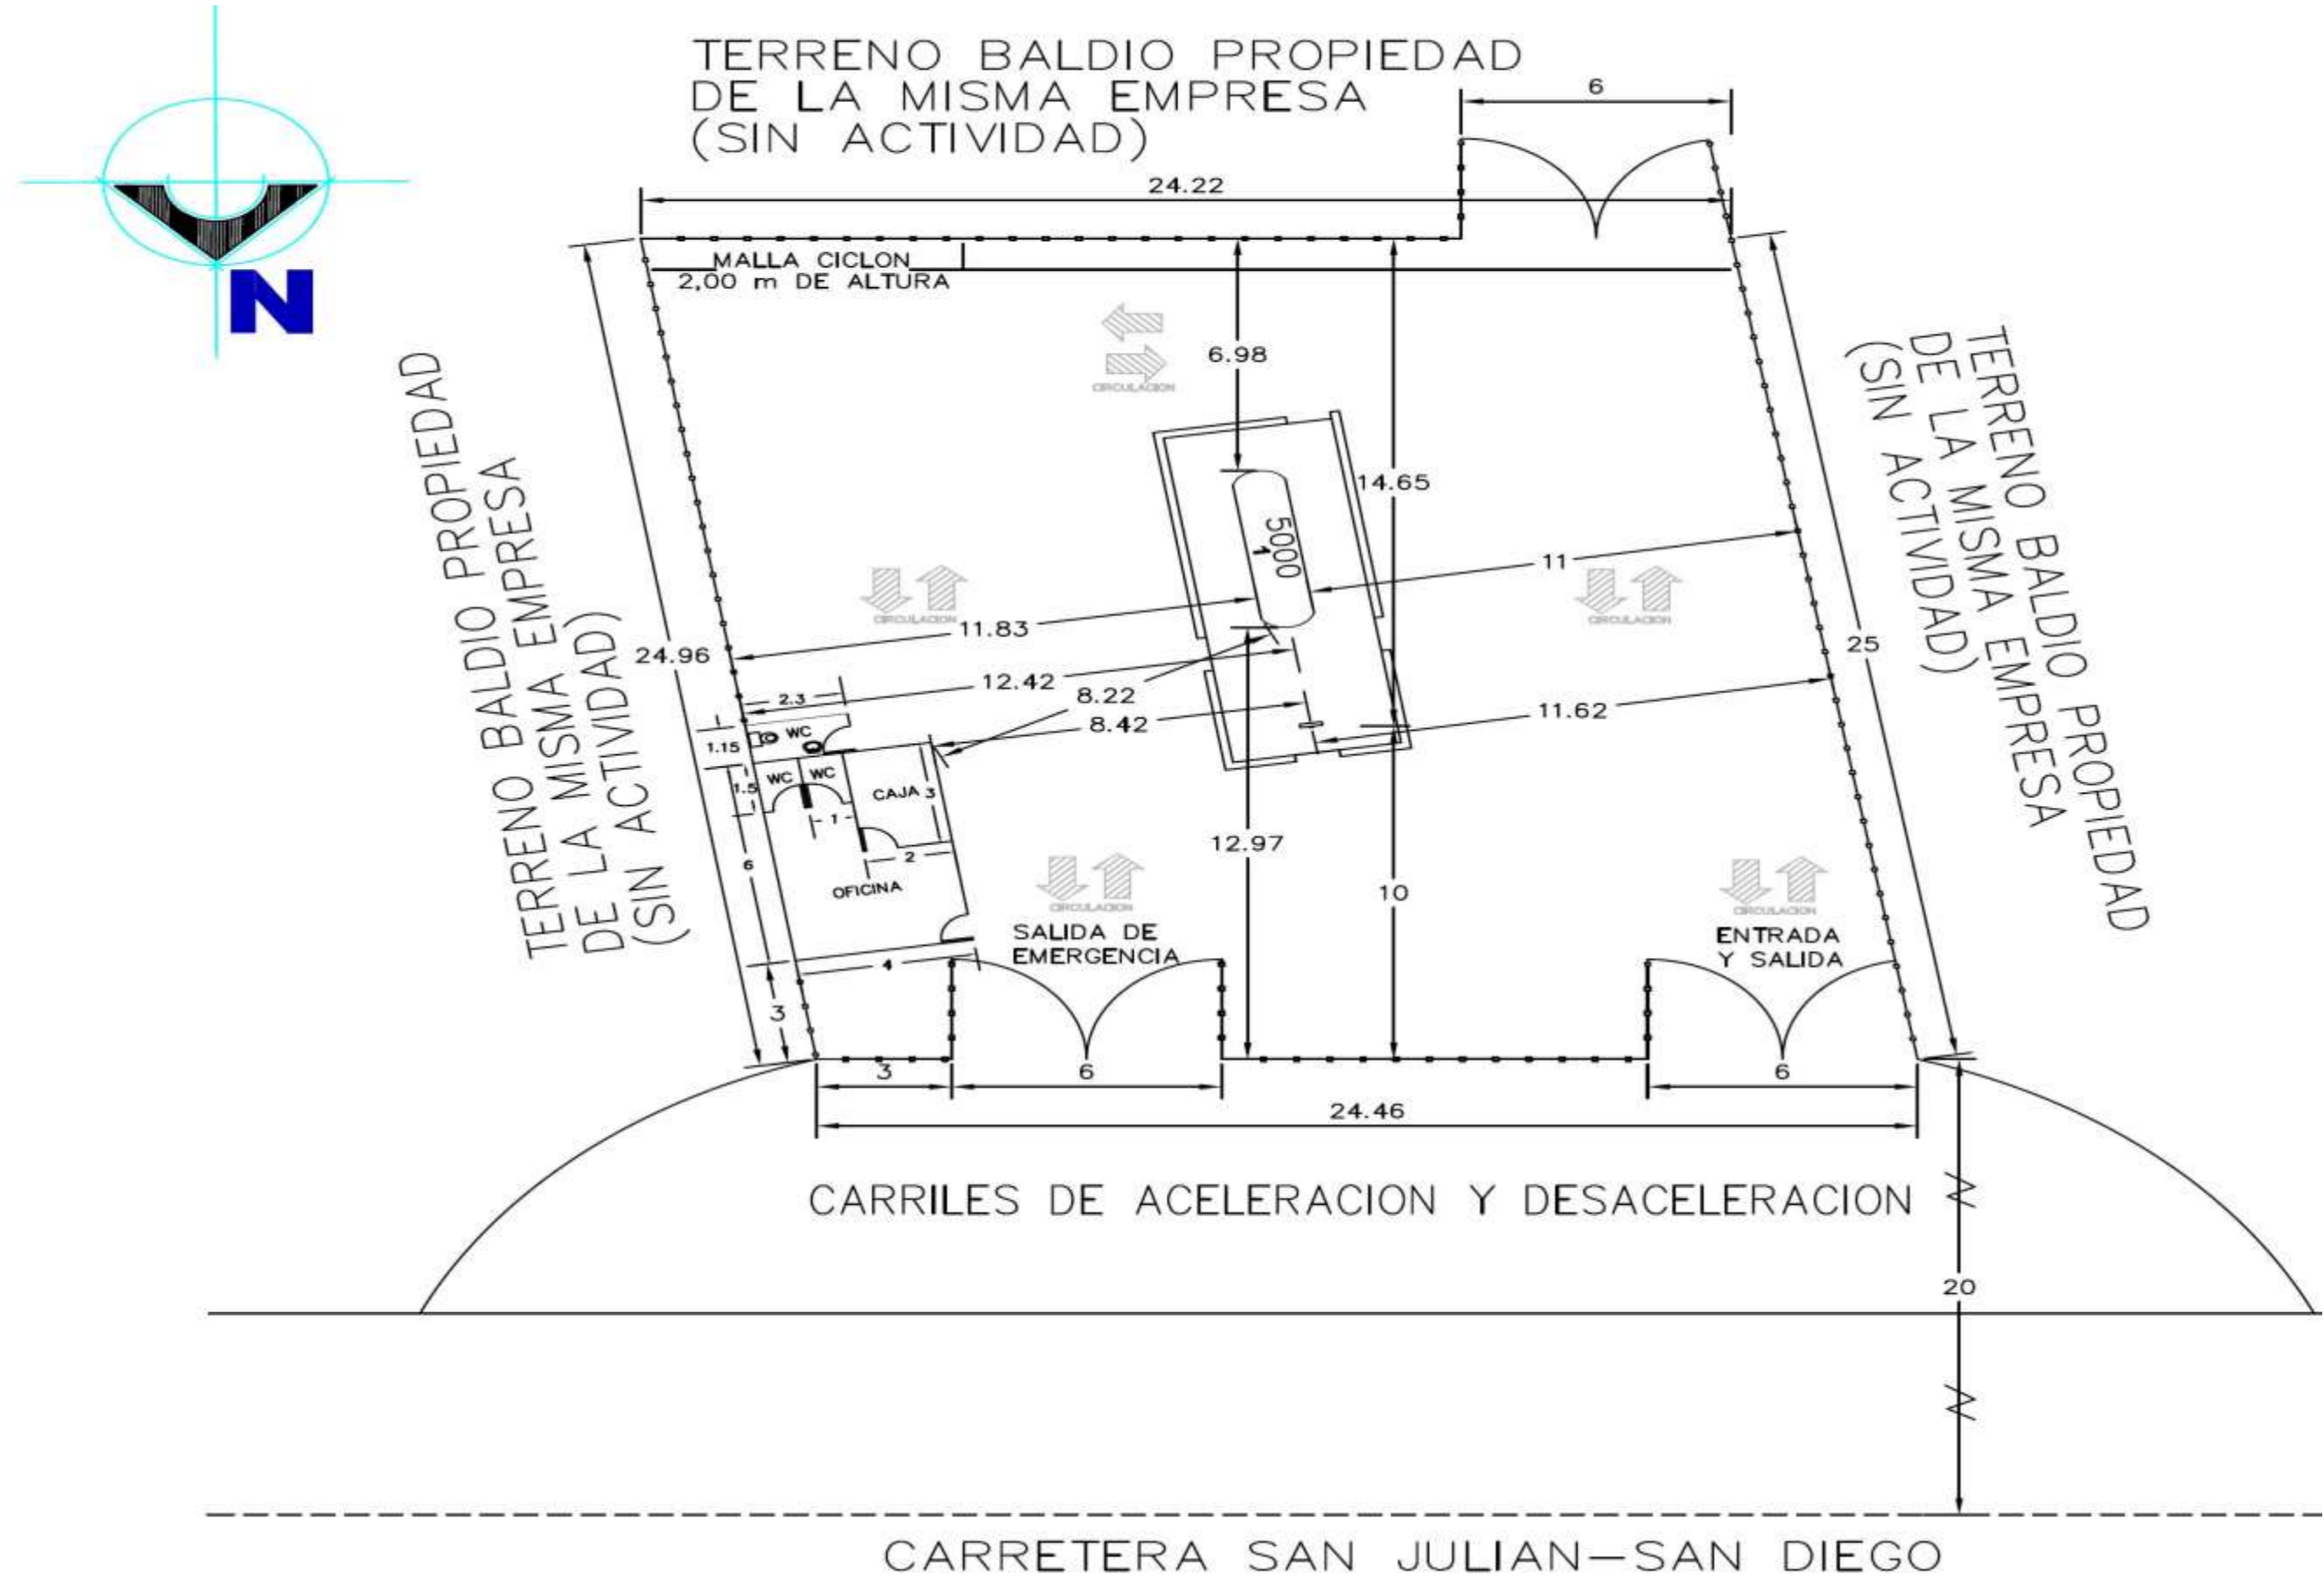 TERRENO BALDIO PROPIEDAD
DE LA MISMA EMPRESA
(SIN ACTIVIDAD)
6
24.22
N
MALLA CICLON
2,00 m DE ALTURA
6.98
CIRCULACION
14.65
5000
1
11
TERRENO BALDIO PROPIEDAD
DE LA MISMA EMPRESA
(SIN ACTIVIDAD)
TERRENO BALDIO PROPIEDAD
DE LA MISMA EMPRESA
(SIN ACTIVIDAD)
CIRCULACION
CIRCULACION
11.83
24.96
25
12.42
2.3
8.22
8.42
11.62
1.15
WC
WC
WC
1.5
CAJA
3
1
2
6
OFICINA
12.97
10
CIRCULACION
CIRCULACION
SALIDA DE
EMERGENCIA
ENTRADA
Y SALIDA
4
3
3
6
6
24.46
CARRILES DE ACELERACION Y DESACELERACION
20
CARRETERA SAN JULIAN-SAN DIEGO